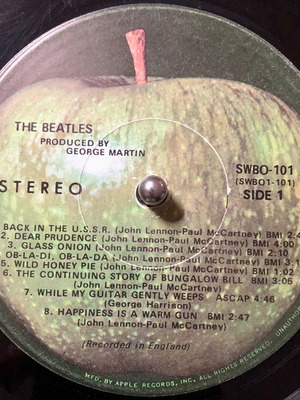 THE BEATLES
PRODUCED BY
GEORGE MARTIN
STEREO
SWBO-101
(SWBO1-101)
SIDE 1
BACK IN THE U.S.S.R. (John Lennon-Paul McCartney) BMI 2:4
2. DEAR PRUDENCE (John Lennon-Paul McCartney) BMI 4:00
3. GLASS ONION (John Lennon-Paul McCartney) BMI 2:10
OB-LA-DI, OB-LA-DA (John Lennon-Paul McCartney) BMI 3:1
5. WILD HONEY PIE (John Lennon-Paul McCartney) BMI 1:0
6. THE CONTINUING STORY OF BUNGALOW BILL BMI 3:05
(John Lennon-Paul McCartney)
7. WHILE MY GUITAR GENTLY WEEPS ASCAP 4:46
(George Harrison)
8. HAPPINESS IS A WARM GUN BMI 2:47
(John Lennon-Paul McCartney)
(Recorded in England)
MFD. BY APPLE RECORDS, INC. ALL RIGHTS RESERVED. UNAUTH